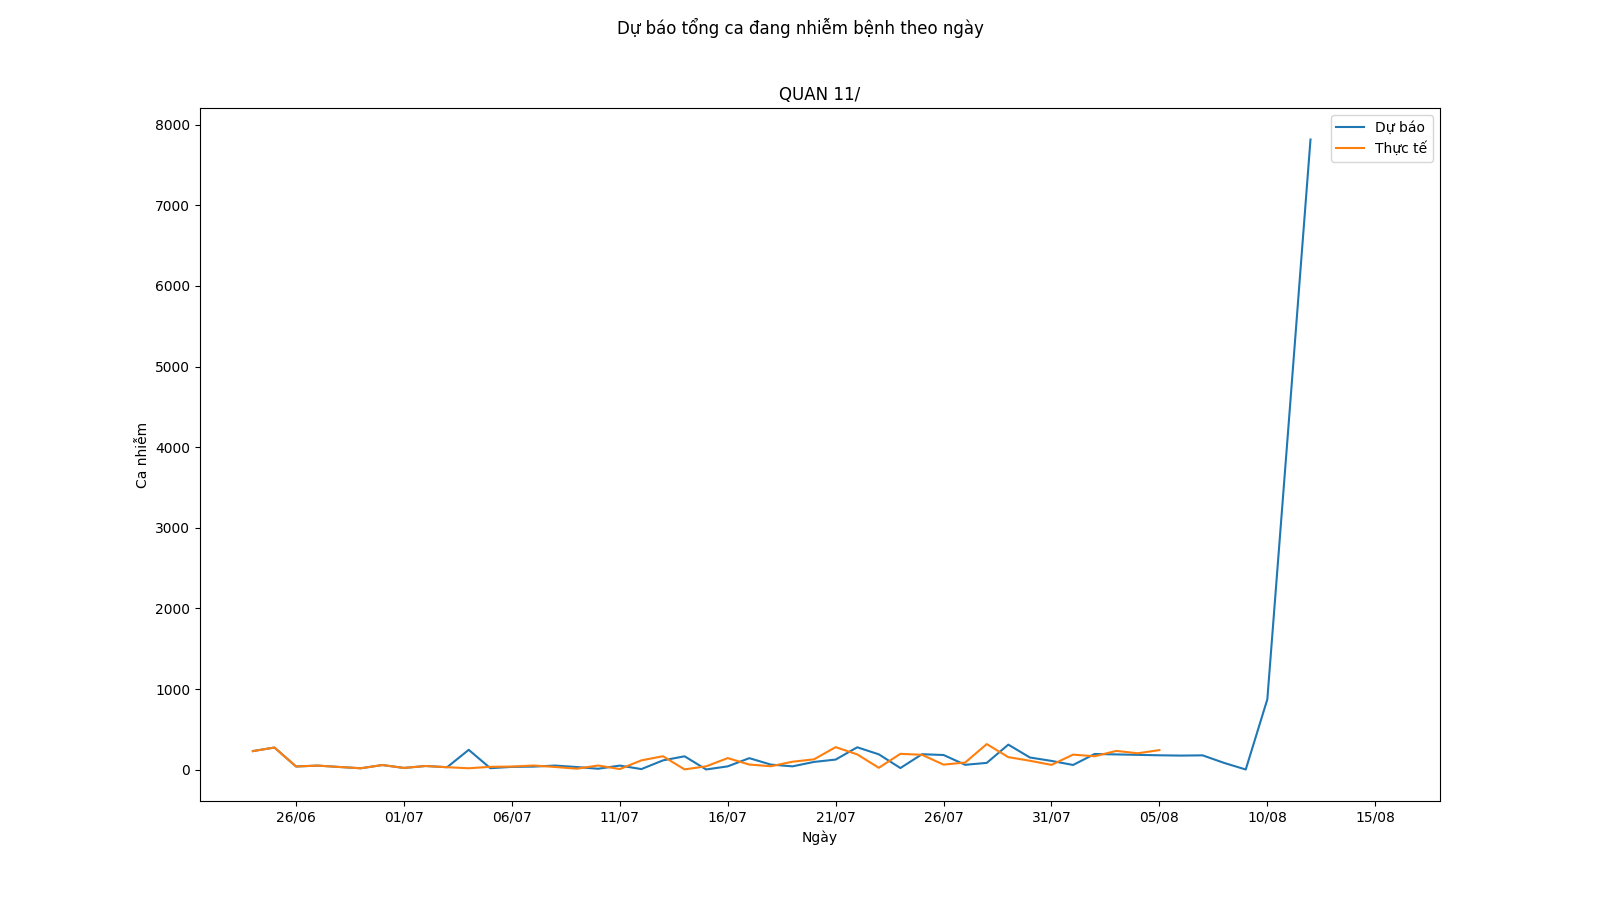 Dự báo tổng ca đang nhiễm bệnh theo ngày
QUAN 11/
Dự báo
Thực tế
8000
7000
6000
5000
4000
3000
2000
1000
0
Ca nhiễm
26/06 01/07 06/07 11/07 16/07 21/07 26/07 31/07 05/08 10/08 15/08
Ngày